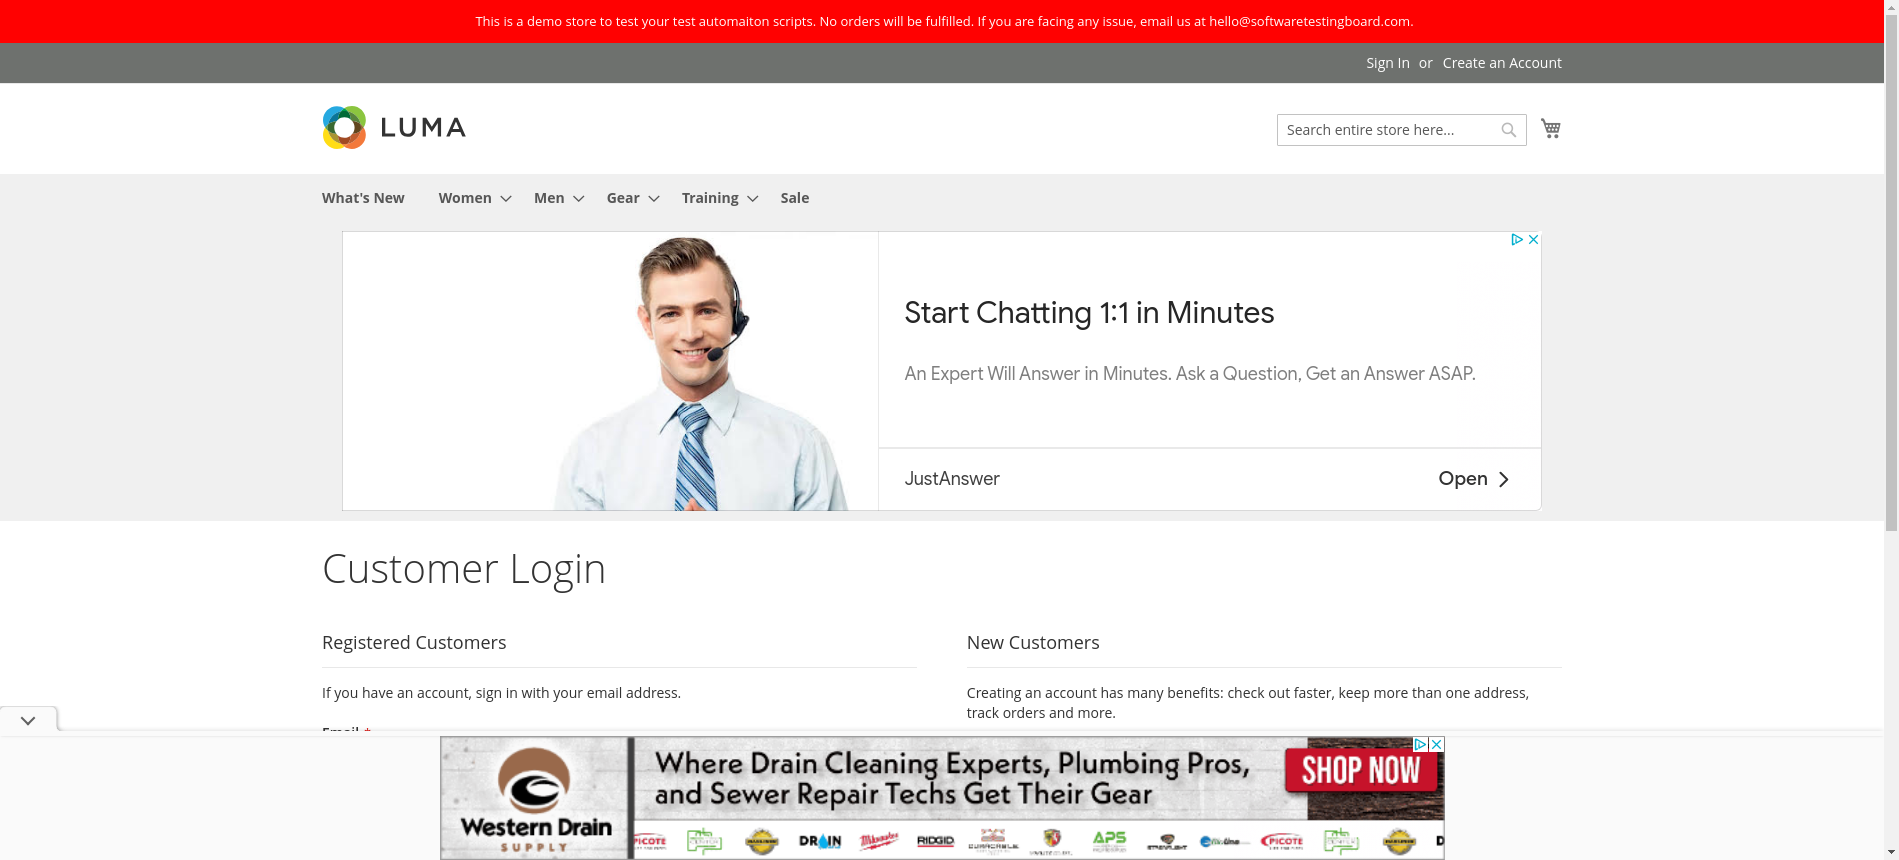 This is a demo store to test your test automaiton scripts. No orders will be fulfilled. If you are facing any issue, email us at hello@softwaretestingboard.com.
Sign In or Create an Account
LUMA
Search entire store here...
What's New Women Men Gear Training Sale
Start Chatting 1:1 in Minutes
An Expert Will Answer in Minutes. Ask a Question, Get an Answer ASAP.
JustAnswer
Open
Customer Login
Registered Customers
New Customers
If you have an account, sign in with your email address.
Creating an account has many benefits: check out faster, keep more than one address,
track orders and more.
Email *
Where Drain Cleaning Experts, Plumbing Pros,
and Sewer Repair Techs Get Their Gear
SHOP NOW
Western Drain
SUPPLY
PICOTE DRAIN Milwaukee RIDGID APS PICOTE